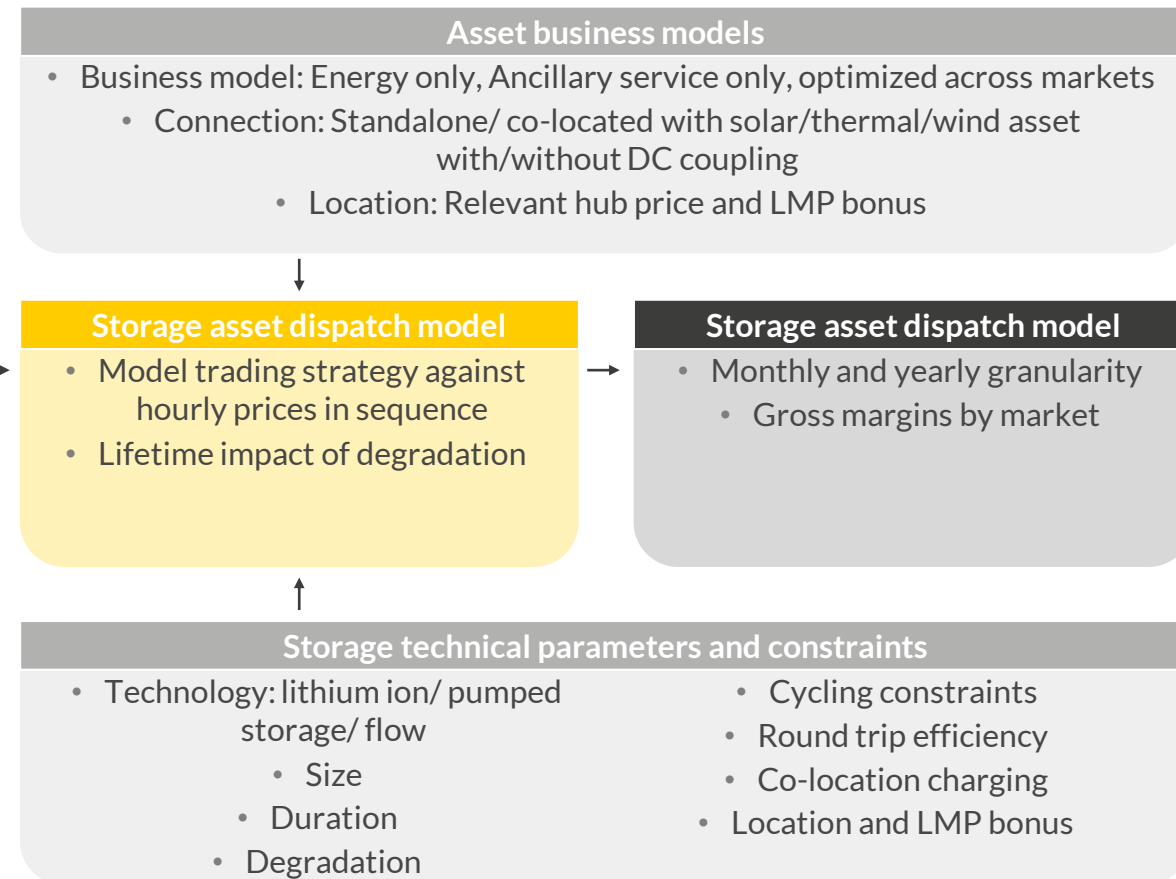 Asset business models
• Business model: Energy only, Ancillary service only, optimized across markets
• Connection: Standalone/ co-located with solar/thermal/wind asset
with/without DC coupling
• Location: Relevant hub price and LMP bonus
Storage asset dispatch model
• Model trading strategy against
hourly prices in sequence
• Lifetime impact of degradation
Storage asset dispatch model
• Monthly and yearly granularity
• Gross margins by market
Storage technical parameters and constraints
• Technology: lithium ion/ pumped
storage/ flow
• Size
• Duration
• Degradation
• Cycling constraints
• Round trip efficiency
• Co-location charging
• Location and LMP bonus